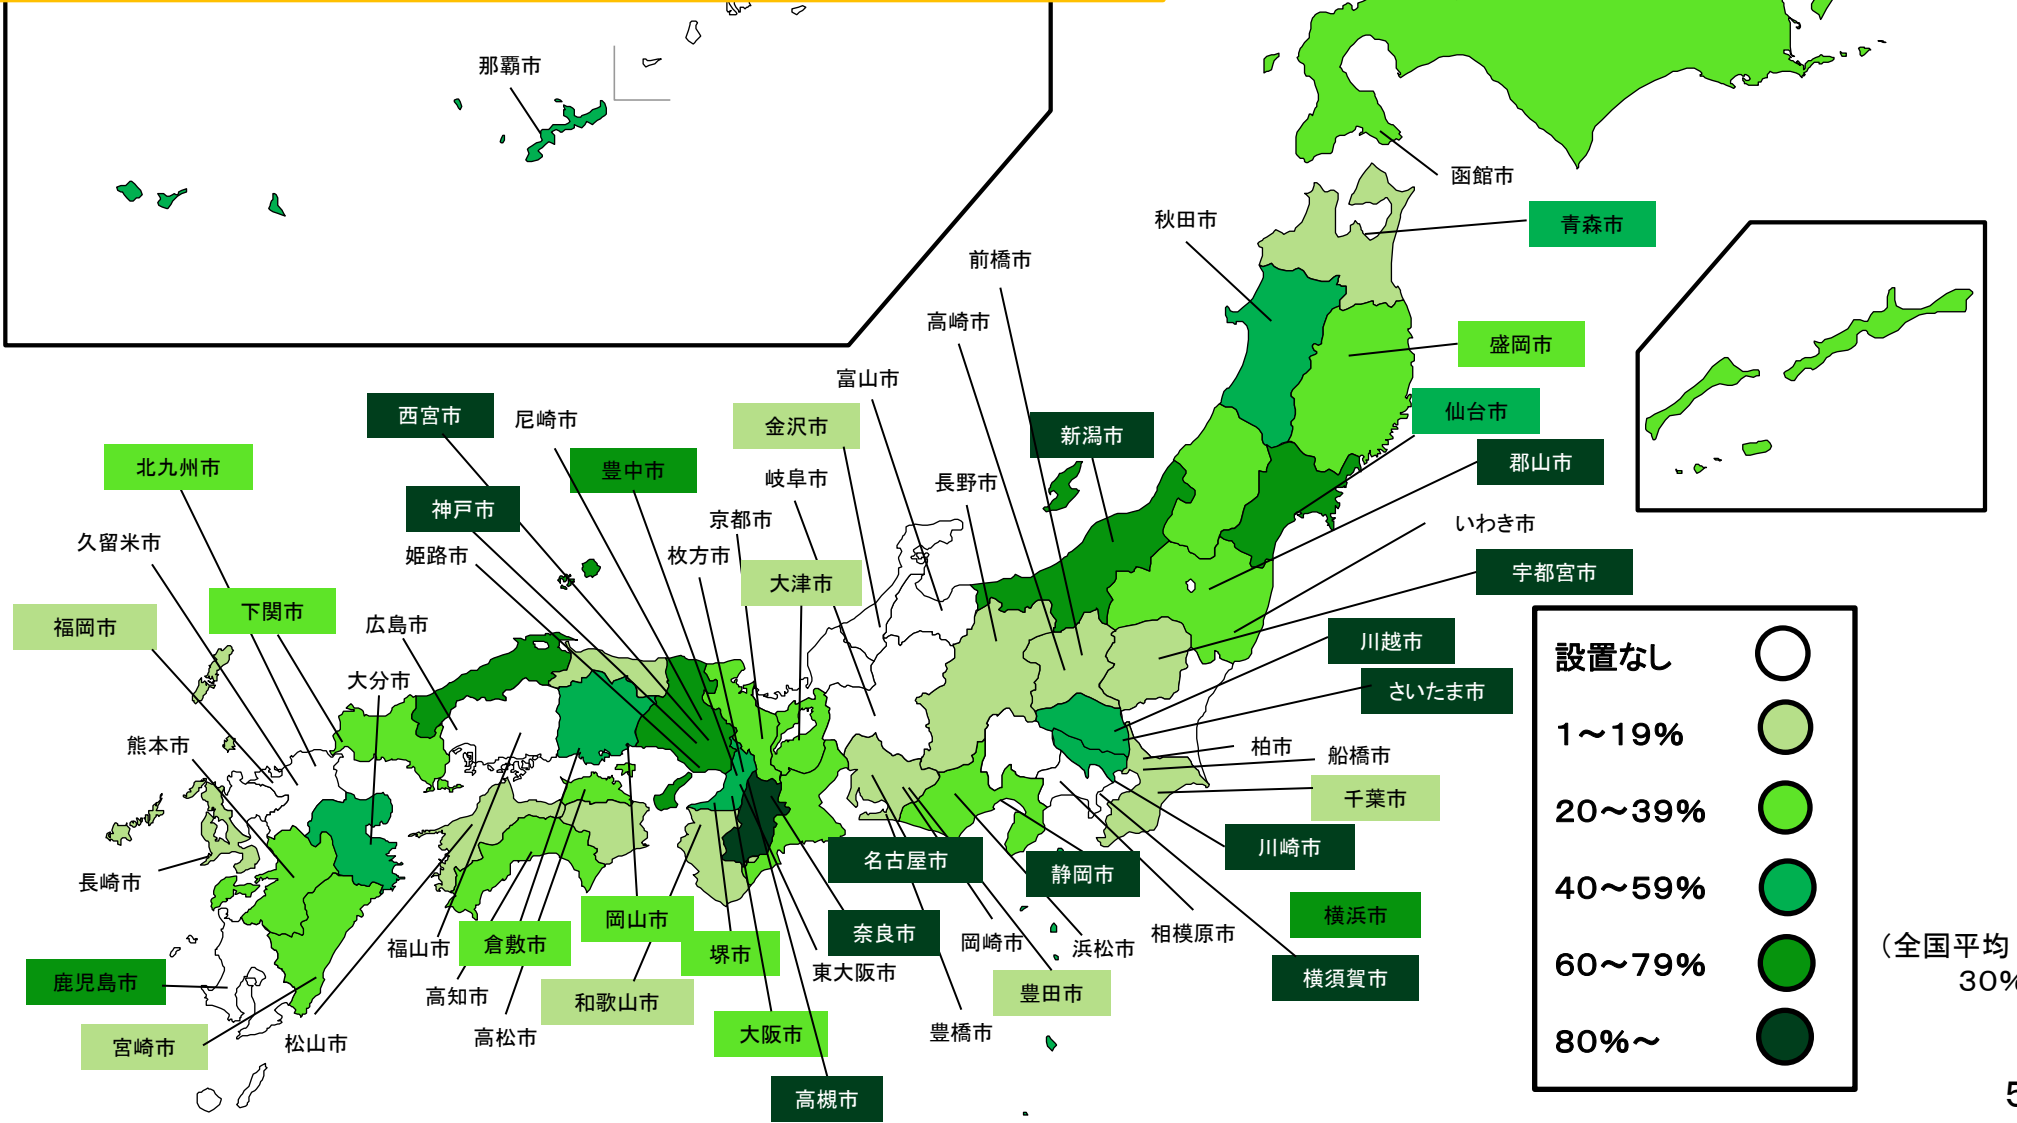 那覇市
函館市
秋田市
青森市
前橋市
高崎市
盛岡市
富山市
西宮市
尼崎市
金沢市
新潟市
仙台市
北九州市
豊中市
岐阜市
長野市
郡山市
神戸市
京都市
いわき市
久留米市
姫路市
枚方市
大津市
宇都宮市
福岡市
下関市
広島市
川越市
大分市
さいたま市
熊本市
柏市
船橋市
千葉市
長崎市
名古屋市
静岡市
川崎市
福山市
倉敷市
岡山市
堺市
奈良市
岡崎市
浜松市
相模原市
横浜市
鹿児島市
高知市
和歌山市
東大阪市
豊田市
横須賀市
宮崎市
松山市
高松市
大阪市
豊橋市
高槻市
設置なし
1～19%
20～39%
40～59%
60～79%
80%～
（全国平均
30%
5